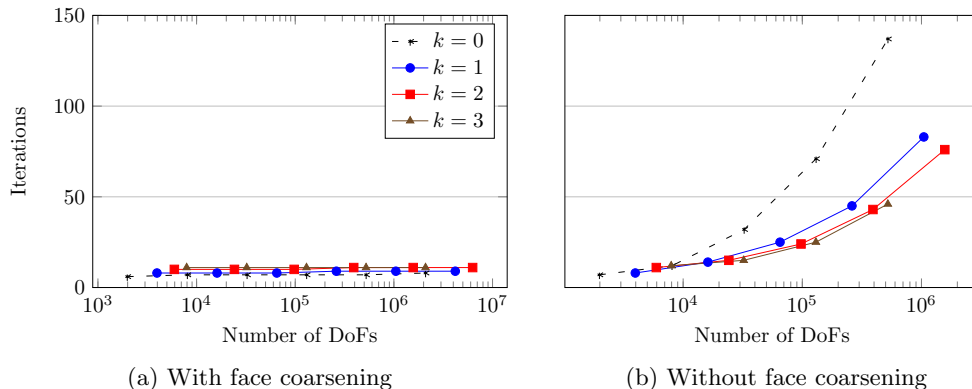 150
100
50
0
Iterations
10^3
10^4
10^5
10^6
10^7
Number of DoFs
k = 0
k = 1
k = 2
k = 3
(a) With face coarsening
10^4
10^5
10^6
Number of DoFs
(b) Without face coarsening